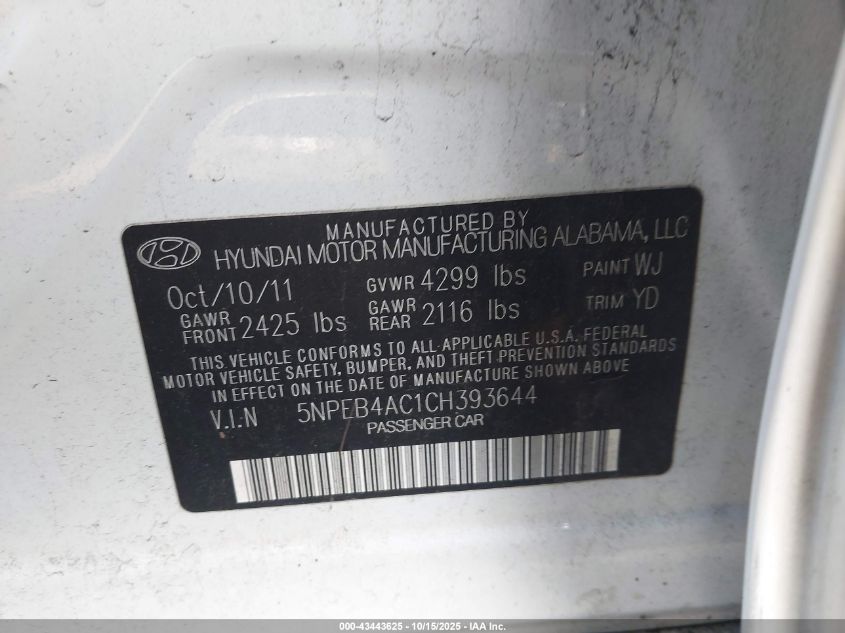 MANUFACTURED BY
HYUNDAI MOTOR MANUFACTURING ALABAMA, LLC
Oct/10/11 GVWR 4299 lbs PAINT WJ
GAWR FRONT 2425 lbs GAWR REAR 2116 lbs TRIM YD
THIS VEHICLE CONFORMS TO ALL APPLICABLE U.S.A. FEDERAL
MOTOR VEHICLE SAFETY, BUMPER, AND THEFT PREVENTION STANDARDS
IN EFFECT ON THE DATE OF MANUFACTURE SHOWN ABOVE
V.I.N 5NPEB4AC1CH393644
PASSENGER CAR
000-43443625 - 10/15/2025 - IAA Inc.